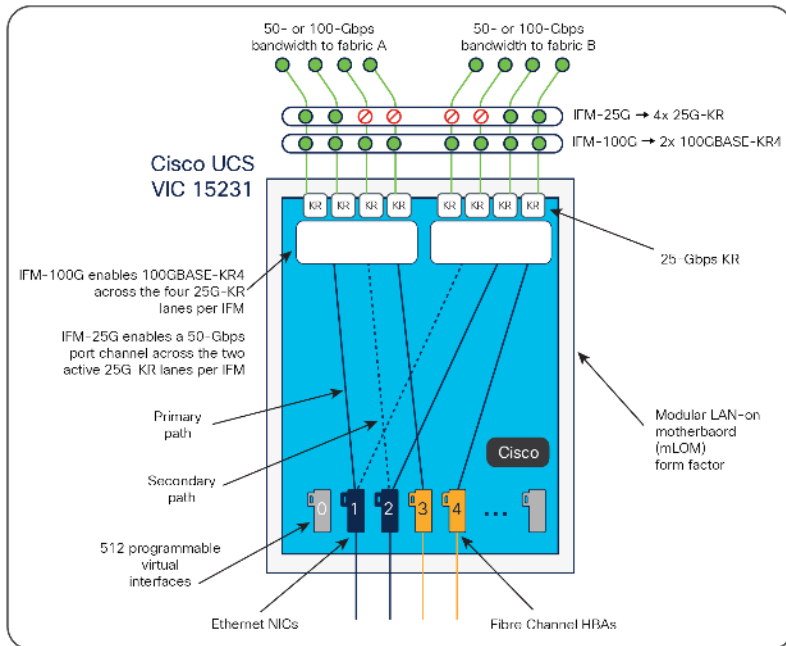 50- or 100-Gbps
bandwidth to fabric A
50- or 100-Gbps
bandwidth to fabric B
IFM-25G → 4x 25G-KR
IFM-100G → 2x 100GBASE-KR4
Cisco UCS
VIC 15231
KR KR KR KR KR KR KR KR
25-Gbps KR
IFM-100G enables 100GBASE-KR4
across the four 25G-KR
lanes per IFM
IFM-25G enables a 50-Gbps
port channel across the two
active 25G KR lanes per IFM
Primary
path
Secondary
path
Modular LAN-on
motherbaord
(mLOM)
form factor
Cisco
0 1 2 3 4 ...
512 programmable
virtual
interfaces
Ethernet NICs
Fibre Channel HBAs